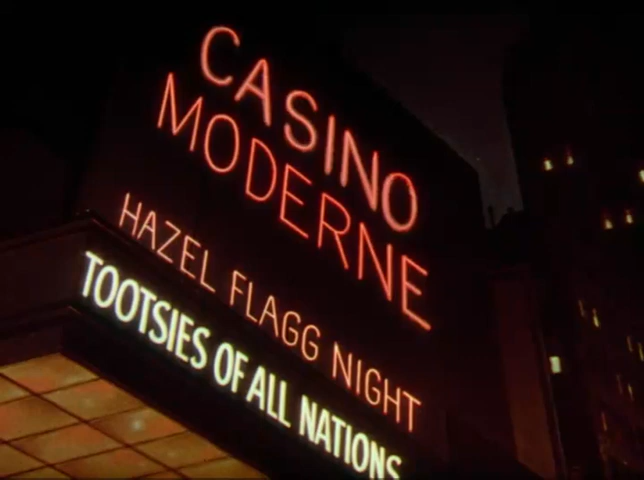 CASINO
MODERNE
HAZEL FLAGG NIGHT
TOOTSIES OF ALL NATIONS